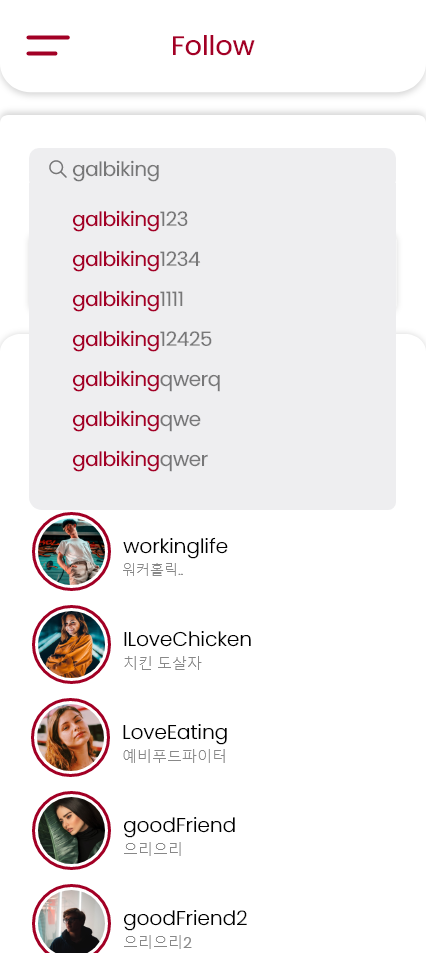 Follow
galbiking
galbiking123
galbiking1234
galbiking1111
galbiking12425
galbikingqwerq
galbikingqwe
galbikingqwer
workinglife
워커홀릭..
ILoveChicken
치킨 도살자
LoveEating
예비푸드파이터
goodFriend
으리으리
goodFriend2
으리으리2